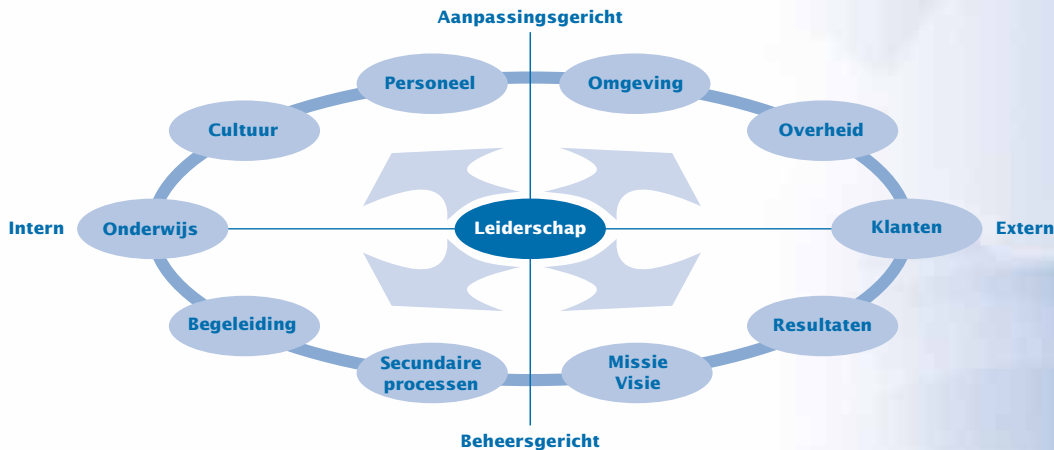 Aanpassingsgericht
Personeel
Omgeving
Cultuur
Overheid
Intern
Onderwijs
Leiderschap
Klanten
Extern
Begeleiding
Resultaten
Secundaire
processen
Missie
Visie
Beheersgericht